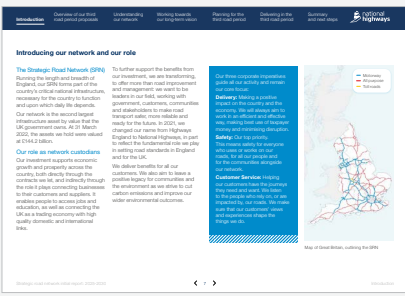 Introduction
Overview of our third
road period proposals
Understanding
our network
Working towards
our long-term vision
Planning for the
third road period
Delivering in the
third road period
Summary
and next steps
national
highways
Introducing our network and our role
The Strategic Road Network (SRN)
Running the length and breadth of
England, our SRN forms part of the
country's critical national infrastructure,
necessary for the country to function
and upon which daily life depends.
Our network is the second largest
infrastructure asset by value that the
UK government owns. At 31 March
2022, the assets we hold were valued
at £144.2 billion.
Our role as network custodians
Our investment supports economic
growth and prosperity across the
country, both directly through the
contracts we let, and indirectly through
the role it plays connecting businesses
to their customers and suppliers. It
enables people to access jobs and
education, as well as connecting the
UK as a trading economy with high
quality domestic and international
links.
To further support the benefits from
our investment, we are transforming,
to offer much more road improvement
and management: we want to be
leaders in our field, working with
government, customers, communities
and stakeholders to make road
transport safer, more reliable and
ready for the future. In 2021, we
changed our name from Highways
England to National Highways, in part
to reflect the fundamental role we play
in setting road standards in England
and for the UK.
We deliver benefits for all our
customers. We also aim to leave a
positive legacy for communities and
the environment as we strive to cut
carbon emissions and improve our
wider environmental outcomes.
Our three corporate imperatives
guide all our activity and remain
our core focus:
Delivery: Making a positive
impact on the country and the
economy. We will always aim to
work in an efficient and effective
way, making best use of taxpayer
money and minimising disruption.
Safety: Our top priority.
This means safety for everyone
who uses or works on our
roads, for all our people and
for the communities alongside
our network.
Customer Service: Helping
our customers have the journeys
they need and want. We listen
to the people who rely on, or are
impacted by, our roads. We make
sure that our customers' views
and experiences shape the
things we do.
Motorway
All-purpose
Toll roads
Map of Great Britain, outlining the SRN
Strategic road network initial report 2025-2030
7
Introduction